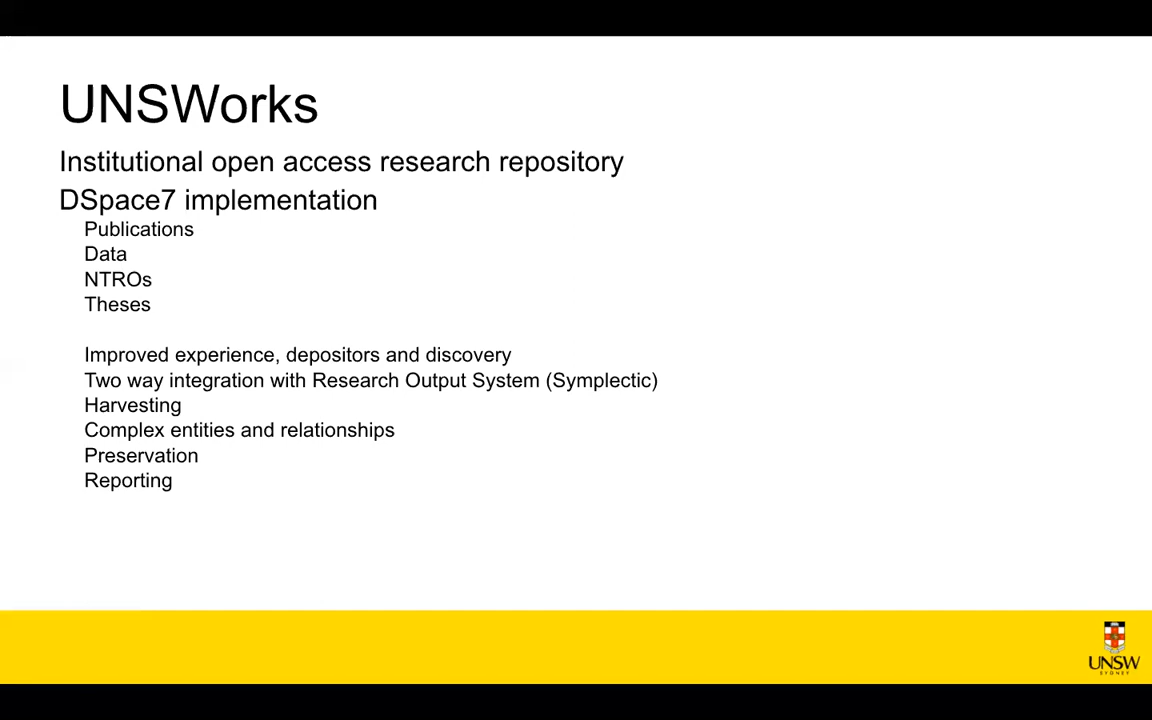 UNSWorks
Institutional open access research repository
DSpace7 implementation
Publications
Data
NTROs
Theses
Improved experience, depositors and discovery
Two way integration with Research Output System (Symplectic)
Harvesting
Complex entities and relationships
Preservation
Reporting
UNSW
SYDNEY